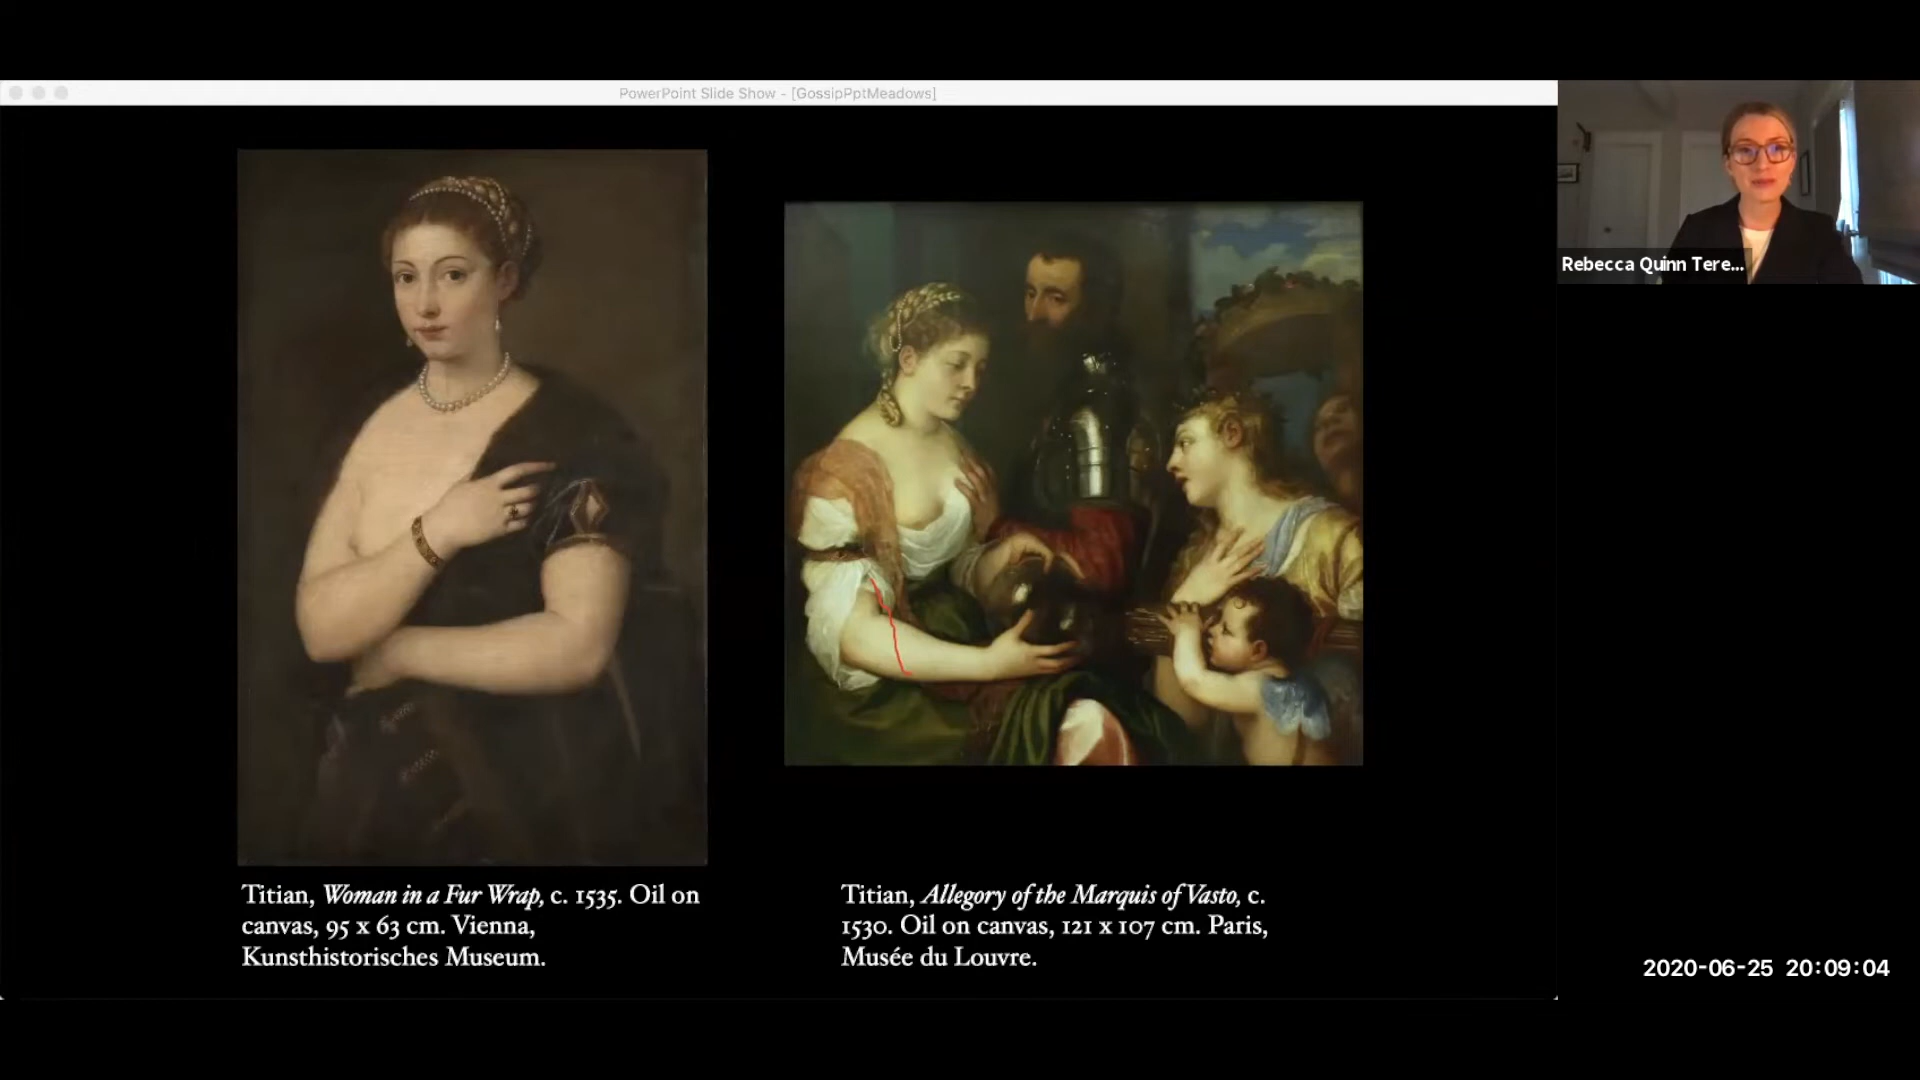 PowerPoint Slide Show - [GossipPptMeadows]
Rebecca Quinn Tere...
Titian, Woman in a Fur Wrap, c. 1535. Oil on
canvas, 95 x 63 cm. Vienna,
Kunsthistorisches Museum.
Titian, Allegory of the Marquis of Vasto, c.
1530. Oil on canvas, 121 x 107 cm. Paris,
Musée du Louvre.
2020-06-25 20:09:04